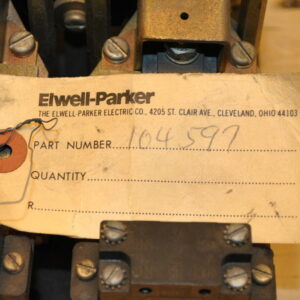 Elwell-Parker
THE ELWELL-PARKER ELECTRIC CO., 4205 ST. CLAIR AVE., CLEVELAND, OHIO 44103
PART NUMBER 104597
QUANTITY
R